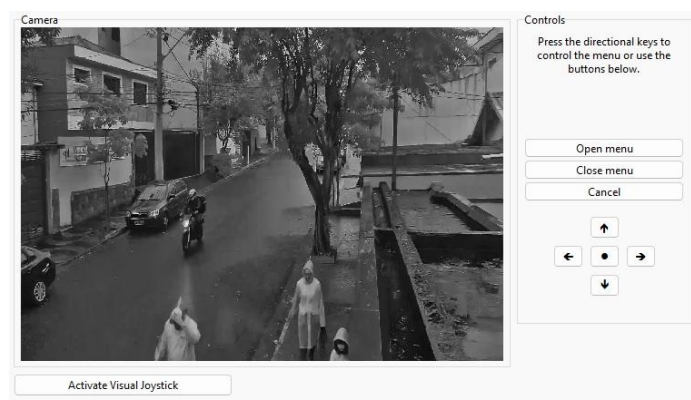 Camera
Controls
Press the directional keys to
control the menu or use the
buttons below.
Open menu
Close menu
Cancel
Activate Visual Joystick